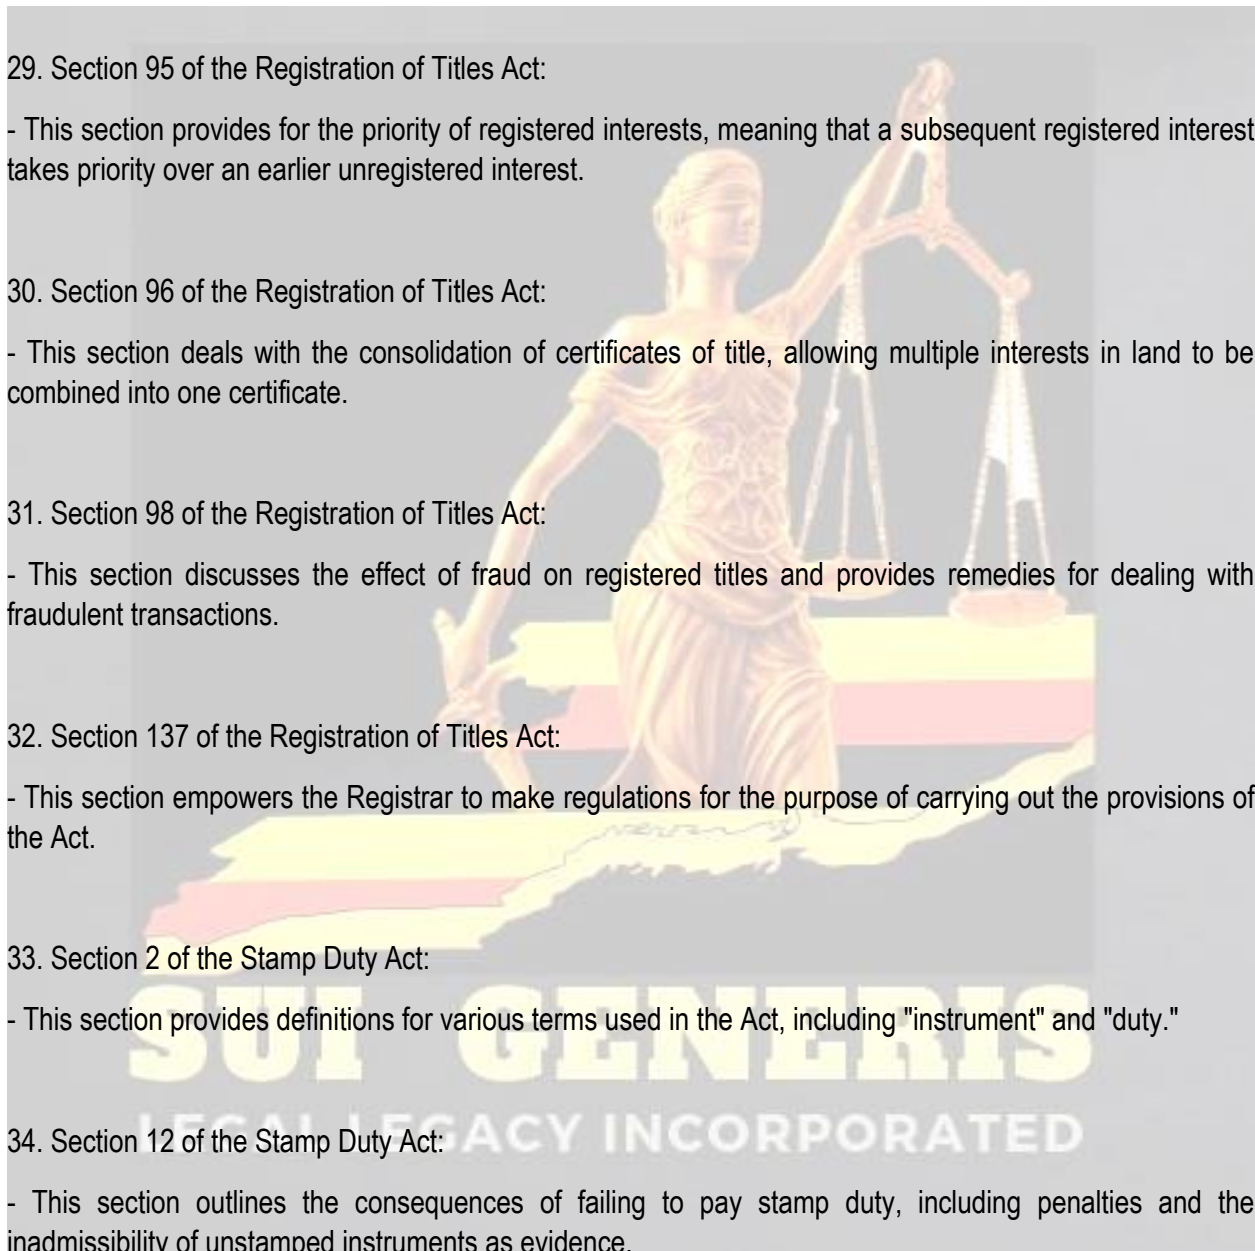 29. Section 95 of the Registration of Titles Act:
- This section provides for the priority of registered interests, meaning that a subsequent registered interest
takes priority over an earlier unregistered interest.
30. Section 96 of the Registration of Titles Act:
- This section deals with the consolidation of certificates of title, allowing multiple interests in land to be
combined into one certificate.
31. Section 98 of the Registration of Titles Act:
- This section discusses the effect of fraud on registered titles and provides remedies for dealing with
fraudulent transactions.
32. Section 137 of the Registration of Titles Act:
- This section empowers the Registrar to make regulations for the purpose of carrying out the provisions of
the Act.
33. Section 2 of the Stamp Duty Act:
- This section provides definitions for various terms used in the Act, including "instrument" and "duty."
SUI GENERIS
34. Section 12 of the Stamp Duty Act:
LEGAL LEGACY INCORPORATED
- This section outlines the consequences of failing to pay stamp duty, including penalties and the
inadmissibility of unstamped instruments as evidence.